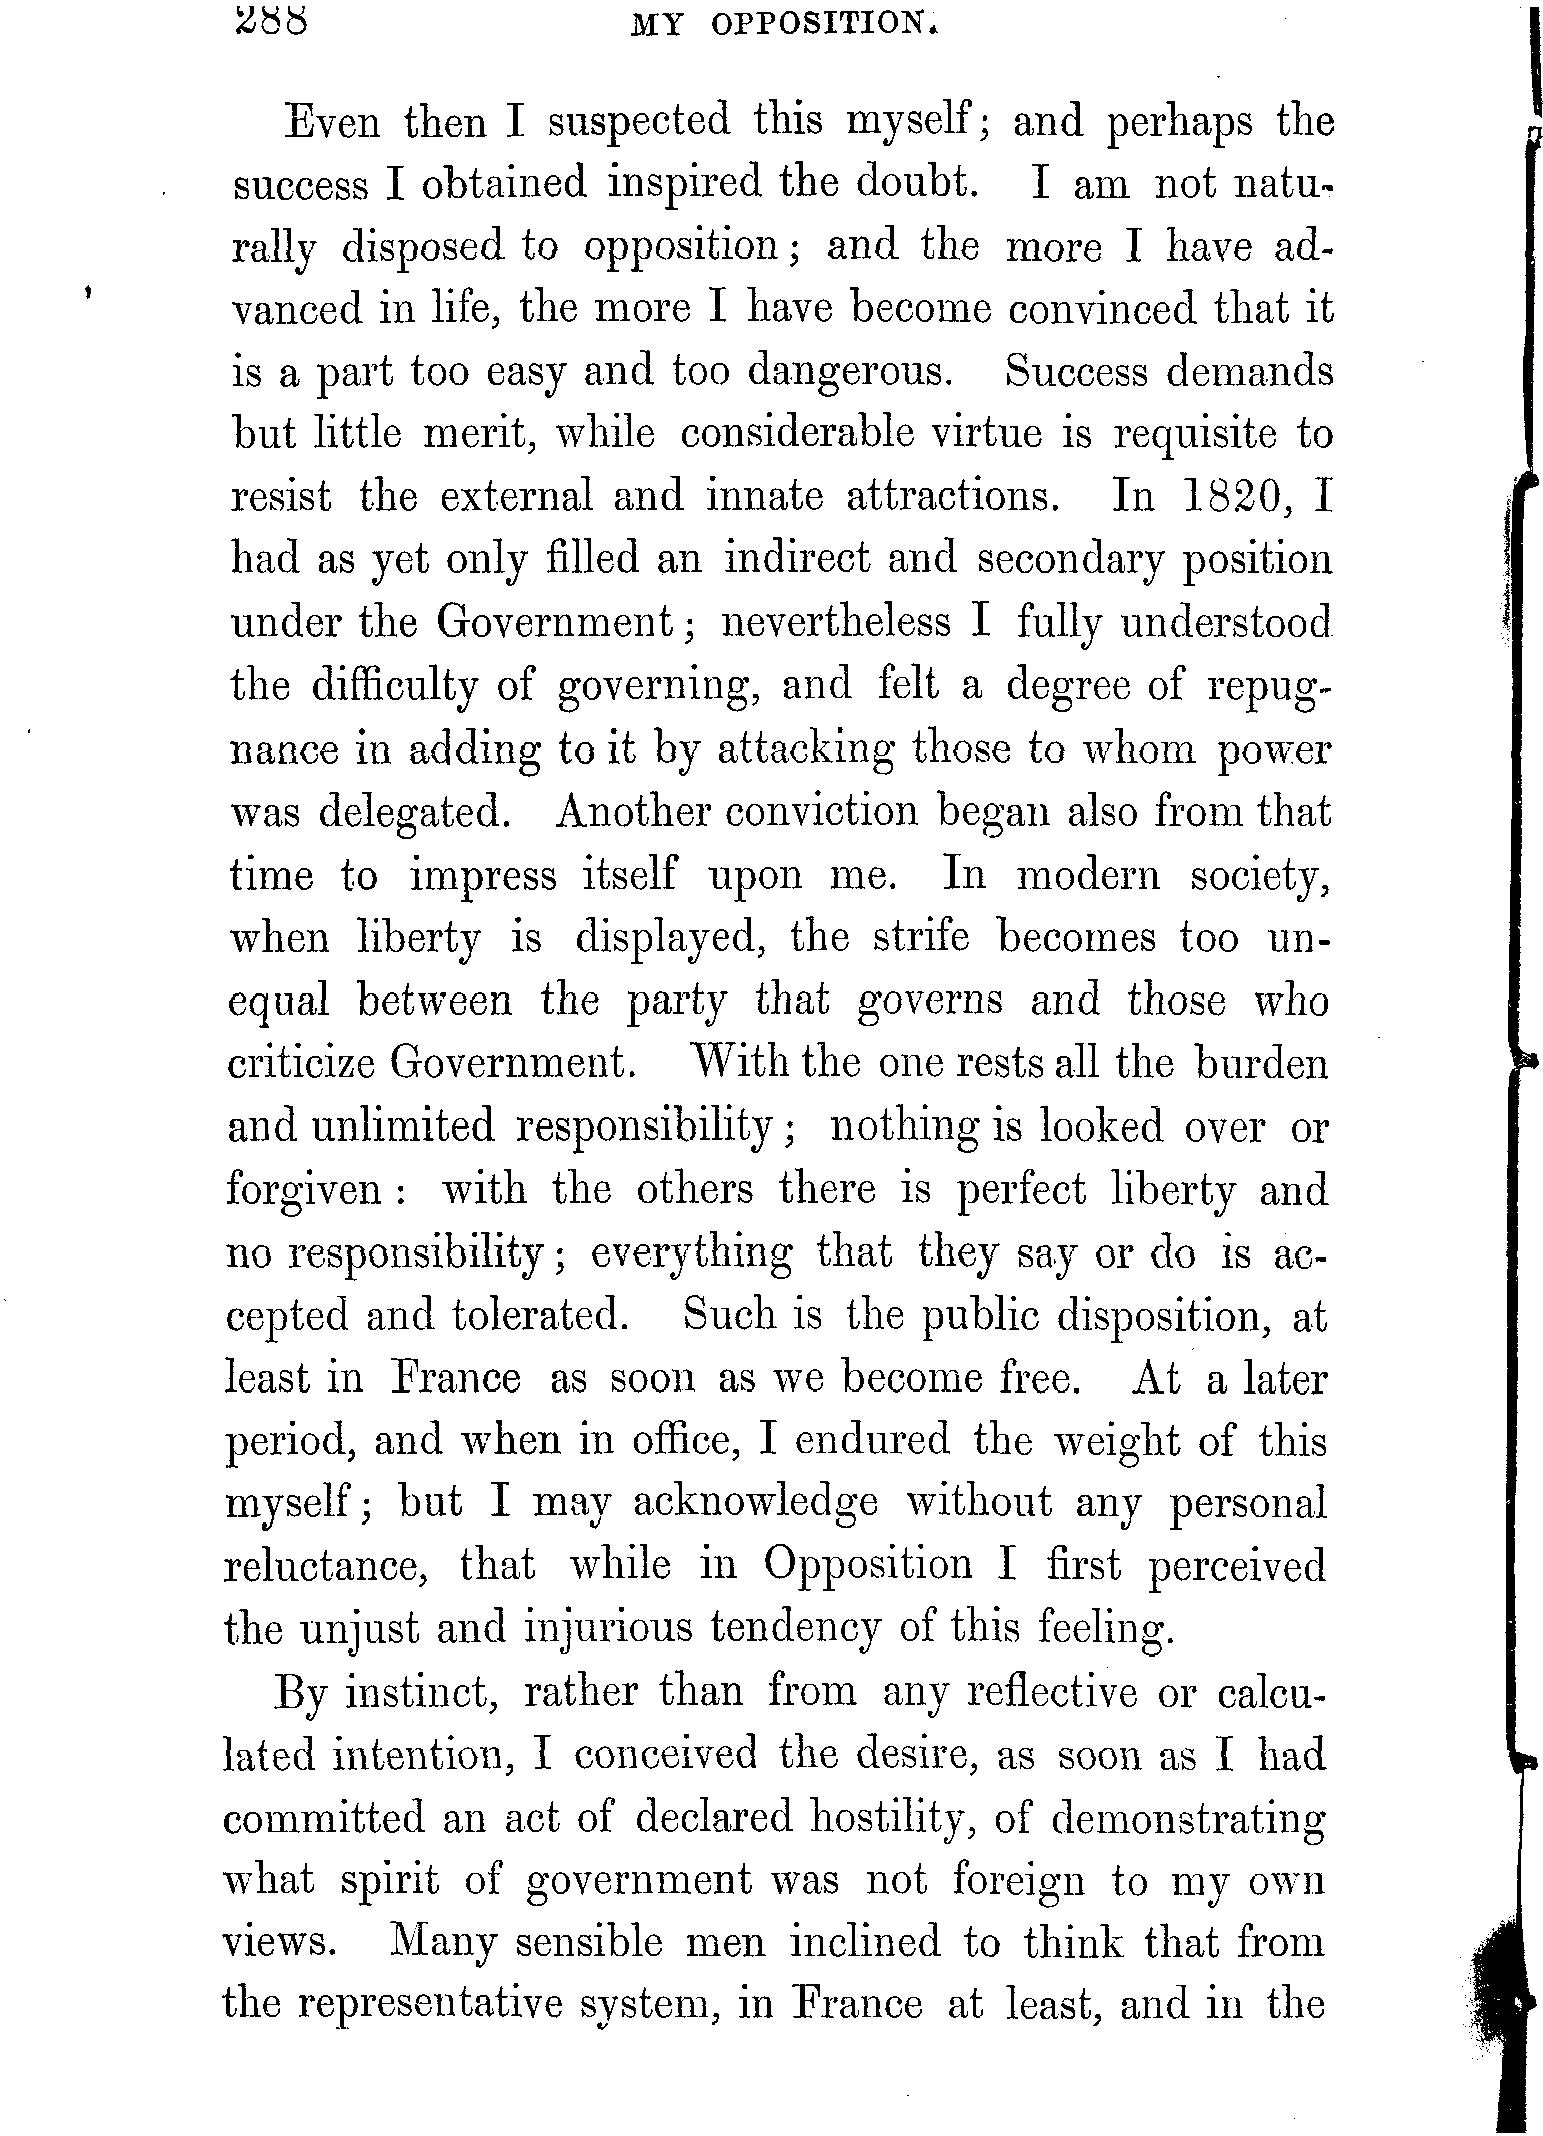 288 MY OPPOSITION.
Even then I suspected this myself; and perhaps the
success I obtained inspired the doubt. I am not natu-
rally disposed to opposition; and the more I have ad-
vanced in life, the more I have become convinced that it
is a part too easy and too dangerous. Success demands
but little merit, while considerable virtue is requisite to
resist the external and innate attractions. In 1820, I
had as yet only filled an indirect and secondary position
under the Government; nevertheless I fully understood
the difficulty of governing, and felt a degree of repug-
nance in adding to it by attacking those to whom power
was delegated. Another conviction began also from that
time to impress itself upon me. In modern society,
when liberty is displayed, the strife becomes too un-
equal between the party that governs and those who
criticize Government. With the one rests all the burden
and unlimited responsibility; nothing is looked over or
forgiven: with the others there is perfect liberty and
no responsibility; everything that they say or do is ac-
cepted and tolerated. Such is the public disposition, at
least in France as soon as we become free. At a later
period, and when in office, I endured the weight of this
myself; but I may acknowledge without any personal
reluctance, that while in Opposition I first perceived
the unjust and injurious tendency of this feeling.
By instinct, rather than from any reflective or calcu-
lated intention, I conceived the desire, as soon as I had
committed an act of declared hostility, of demonstrating
what spirit of government was not foreign to my own
views. Many sensible men inclined to think that from
the representative system, in France at least, and in the